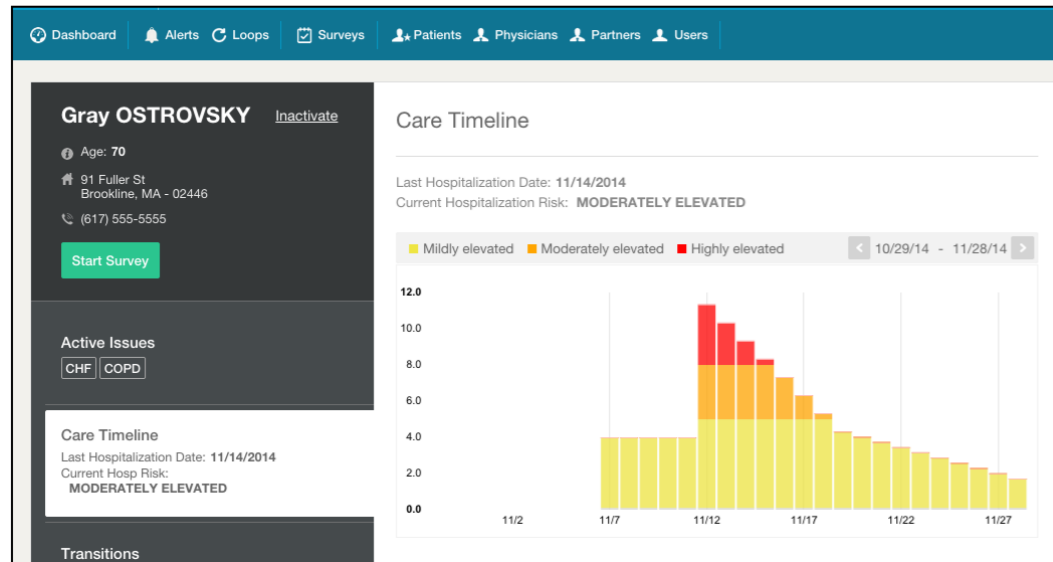 Dashboard Alerts Loops Surveys Patients Physicians Partners Users
Gray OSTROVSKY Inactivate
Age: 70
91 Fuller St
Brookline, MA - 02446
(617) 555-5555
Start Survey
Active Issues
CHF COPD
Care Timeline
Last Hospitalization Date: 11/14/2014
Current Hosp Risk:
MODERATELY ELEVATED
Transitions
Care Timeline
Last Hospitalization Date: 11/14/2014
Current Hospitalization Risk: MODERATELY ELEVATED
Mildly elevated Moderately elevated Highly elevated < 10/29/14 - 11/28/14 >
12.0
10.0
8.0
6.0
4.0
2.0
0.0
11/2 11/7 11/12 11/17 11/22 11/27